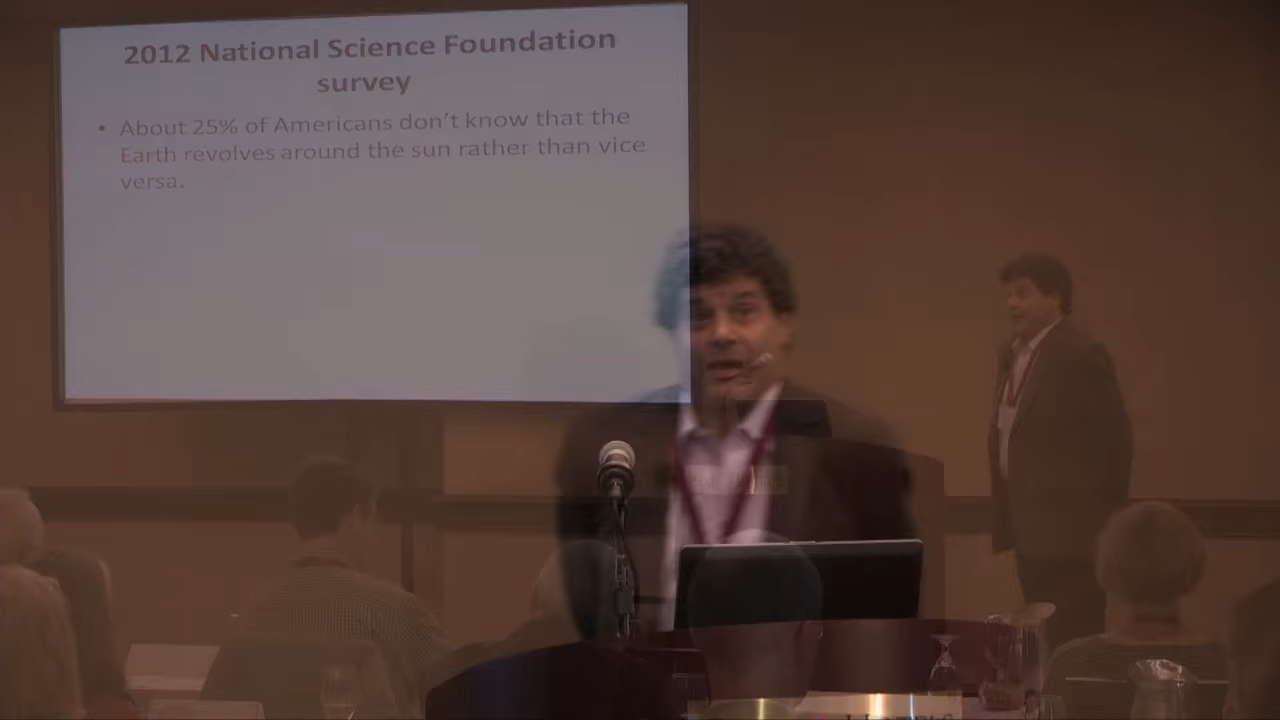 2012 National Science Foundation
survey
• About 25% of Americans don't know that the
Earth revolves around the sun rather than vice
versa.